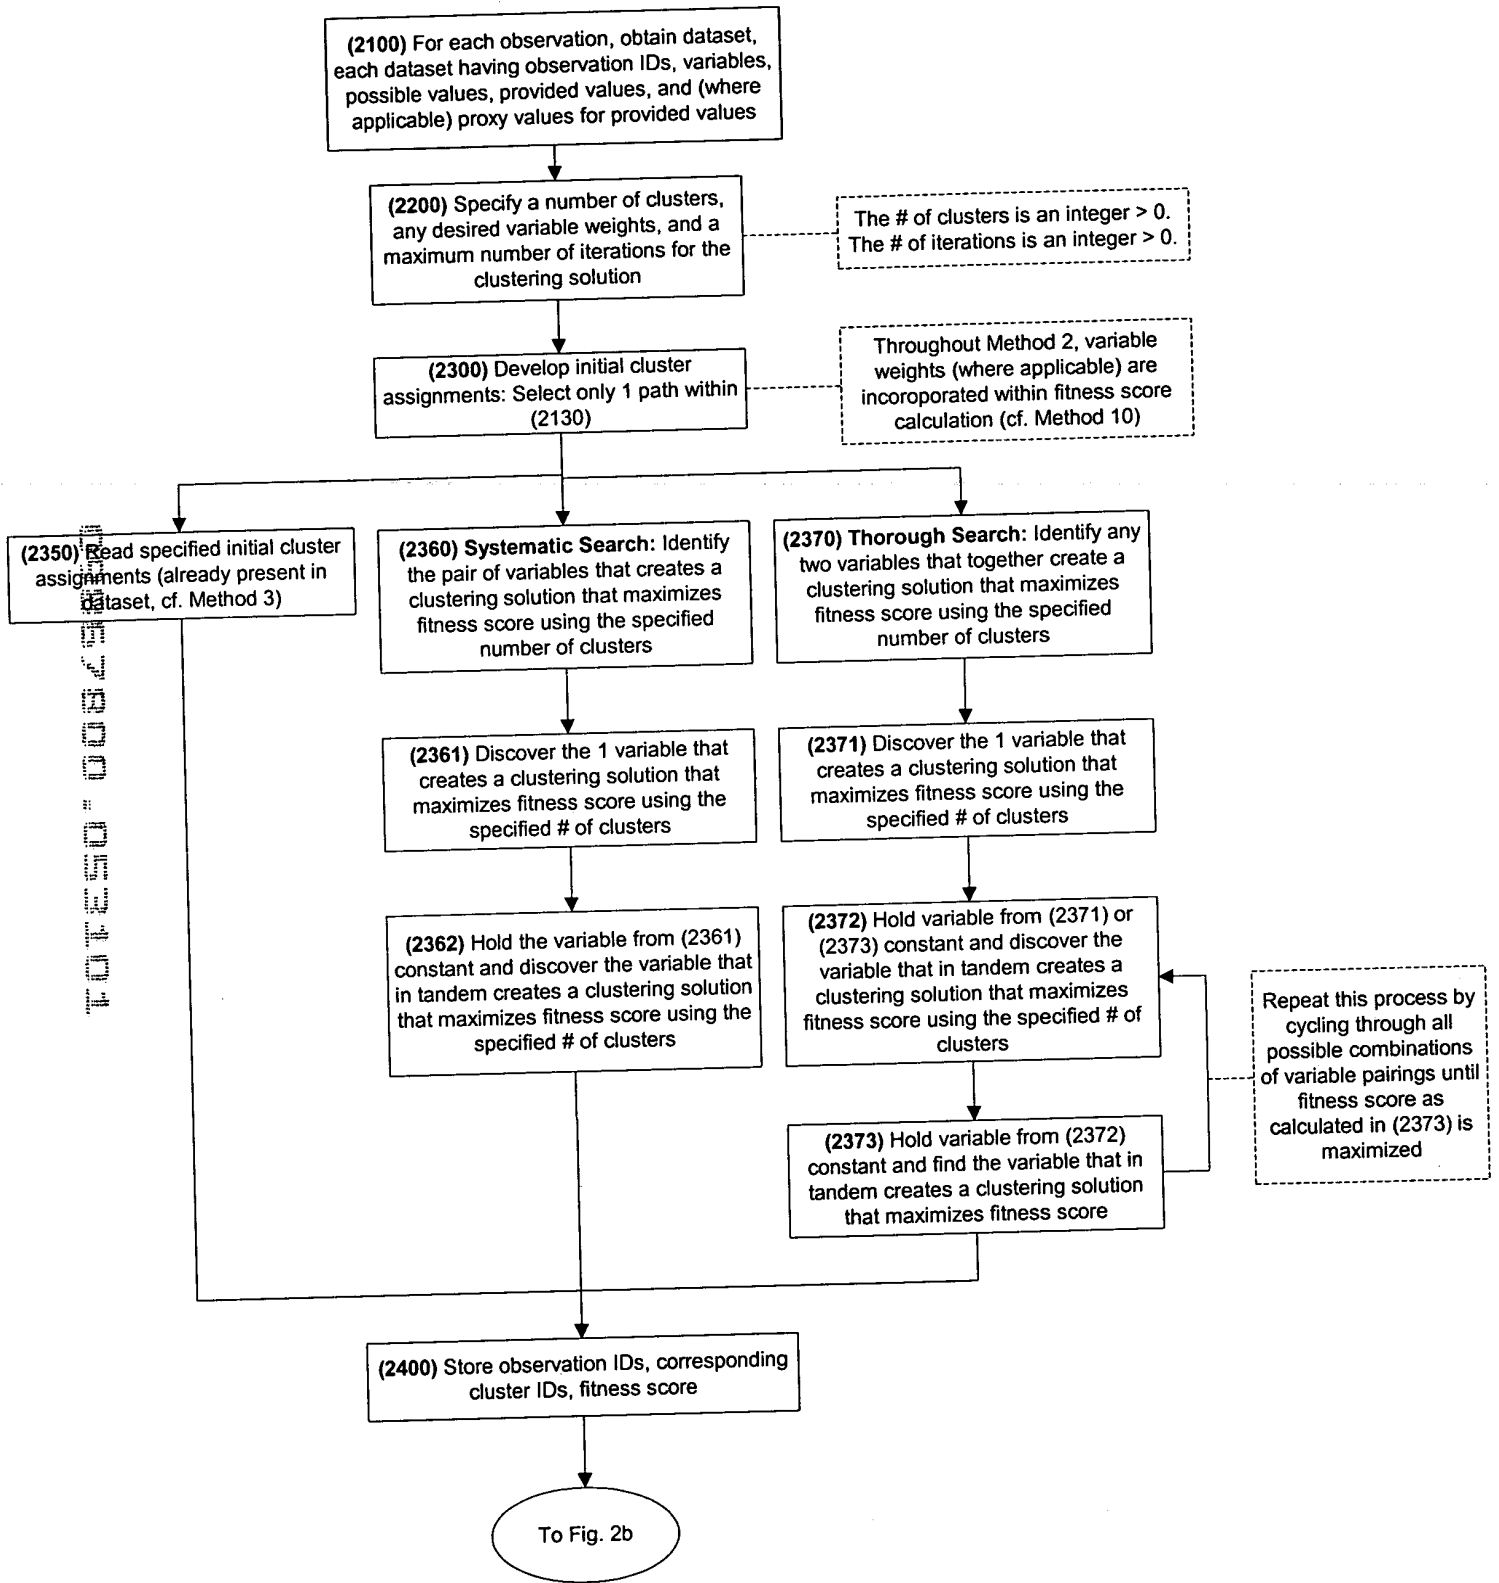 (2100) For each observation, obtain dataset,
each dataset having observation IDs, variables,
possible values, provided values, and (where
applicable) proxy values for provided values
(2200) Specify a number of clusters,
any desired variable weights, and a
maximum number of iterations for the
clustering solution
The # of clusters is an integer > 0.
The # of iterations is an integer > 0.
(2300) Develop initial cluster
assignments: Select only 1 path within
(2130)
Throughout Method 2, variable
weights (where applicable) are
incoroporated within fitness score
calculation (cf. Method 10)
(2350) Read specified initial cluster
assignments (already present in
dataset, cf. Method 3)
(2360) Systematic Search: Identify
the pair of variables that creates a
clustering solution that maximizes
fitness score using the specified
number of clusters
(2370) Thorough Search: Identify any
two variables that together create a
clustering solution that maximizes
fitness score using the specified
number of clusters
(2361) Discover the 1 variable that
creates a clustering solution that
maximizes fitness score using the
specified # of clusters
(2371) Discover the 1 variable that
creates a clustering solution that
maximizes fitness score using the
specified # of clusters
(2362) Hold the variable from (2361)
constant and discover the variable that
in tandem creates a clustering solution
that maximizes fitness score using the
specified # of clusters
(2372) Hold variable from (2371) or
(2373) constant and discover the
variable that in tandem creates a
clustering solution that maximizes
fitness score using the specified # of
clusters
Repeat this process by
cycling through all
possible combinations
of variable pairings until
fitness score as
calculated in (2373) is
maximized
(2373) Hold variable from (2372)
constant and find the variable that in
tandem creates a clustering solution
that maximizes fitness score
(2400) Store observation IDs, corresponding
cluster IDs, fitness score
To Fig. 2b